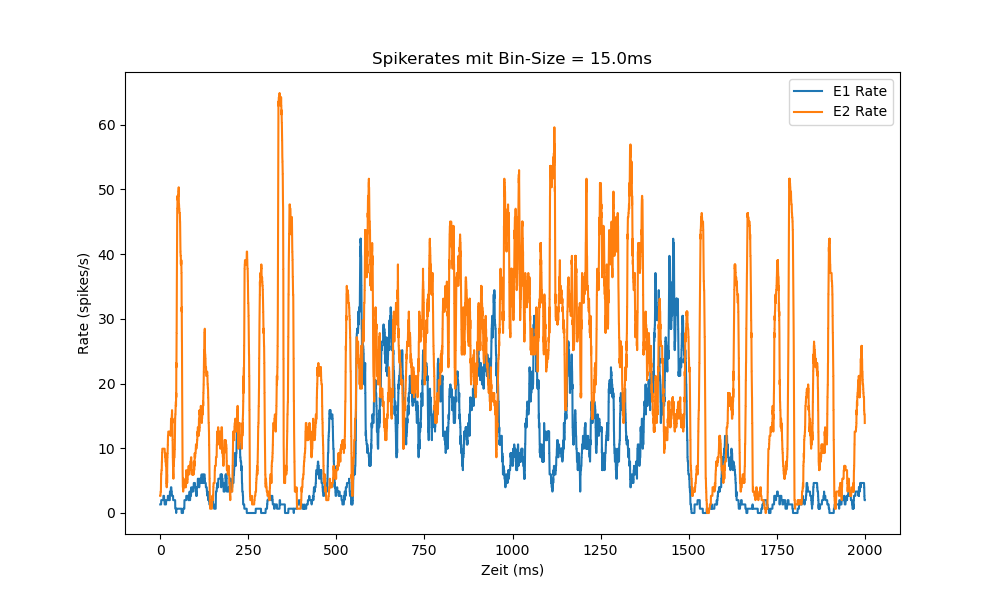 Spikerates mit Bin-Size = 15.0ms
E1 Rate
E2 Rate
Rate (spikes/s)
60
50
40
30
20
10
0
0 250 500 750 1000 1250 1500 1750 2000
Zeit (ms)